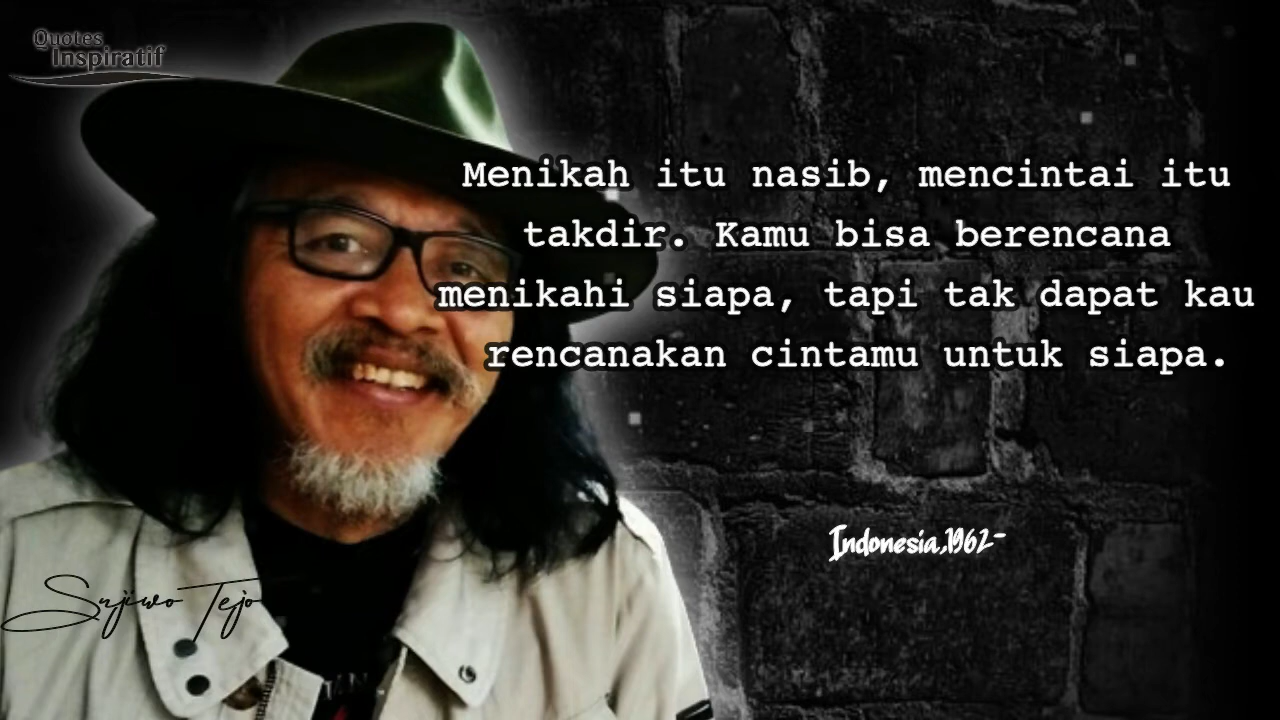 Quotes
Inspiratif
Menikah itu nasib, mencintai itu
takdir. Kamu bisa berencana
menikahi siapa, tapi tak dapat kau
rencanakan cintamu untuk siapa.
Indonesia,1962-
Sujiwo Tejo